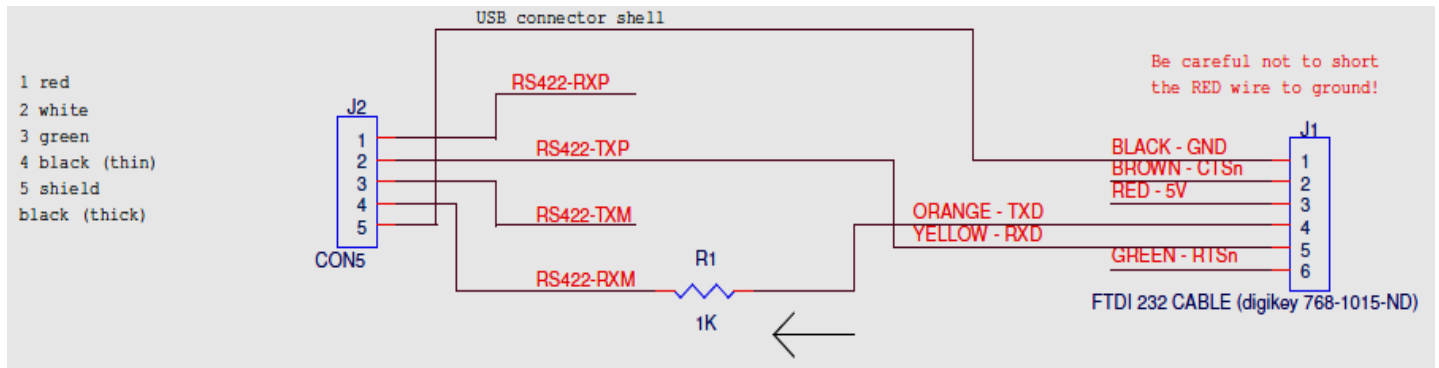 USB connector shell
1 red
2 white
3 green
4 black (thin)
5 shield
black (thick)
J2
1
2
3
4
5
CON5
RS422-RXP
RS422-TXP
RS422-TXM
RS422-RXM
R1
1K
Be careful not to short
the RED wire to ground!
J1
BLACK - GND
BROWN - CTSn
RED - 5V
ORANGE - TXD
YELLOW - RXD
GREEN - RTSn
1
2
3
4
5
6
FTDI 232 CABLE (digikey 768-1015-ND)